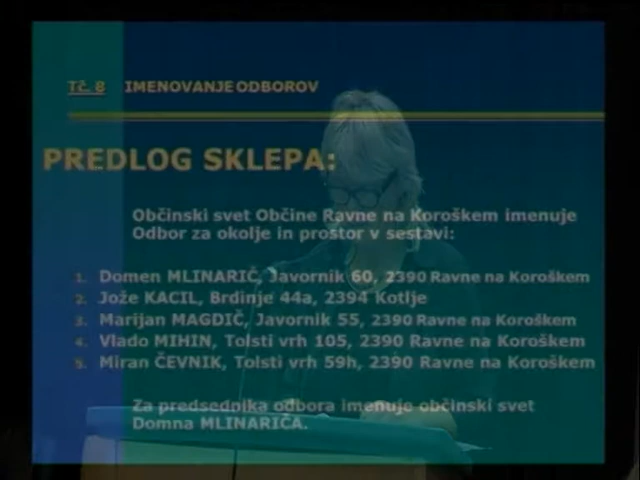 Tč. 8 IMENOVANJE ODBOROV
PREDLOG SKLEPA:
Občinski svet Občine Ravne na Koroškem imenuje
Odbor za okolje in prostor v sestavi:
1. Domen MLINARIČ, Javornik 60, 2390 Ravne na Koroškem
2. Jože KACIL, Brdinje 44a, 2394 Kotlje
3. Marijan MAGDIČ, Javornik 55, 2390 Ravne na Koroškem
4. Vlado MIHIN, Tolsti vrh 105, 2390 Ravne na Koroškem
5. Miran ČEVNIK, Tolsti vrh 59h, 2390 Ravne na Koroškem
Za predsednika odbora imenuje občinski svet
Domna MLINARIČA.